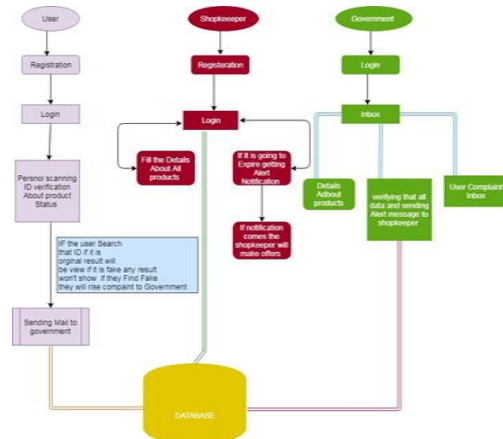 User
Shopkeeeper
Government
Registration
Registeration
Login
Login
Login
Inbox
Persnol scanning
ID verification
About product
Status
Fill the Details
About All
products
If It is going to
Expire getting
Alert
Notification
Details
Adbout
products
verifying that all
data and sending
Alert message to
shopkeeper
User Complaint
Inbox
If notification
comes the
shopkeeper will
make offers
IF the user Search
that ID if it is
orginal result will
be view if it is fake any result
won't show if they Find Fake
they will rise compaint to Government
Sending Mail to
government
DATABASE